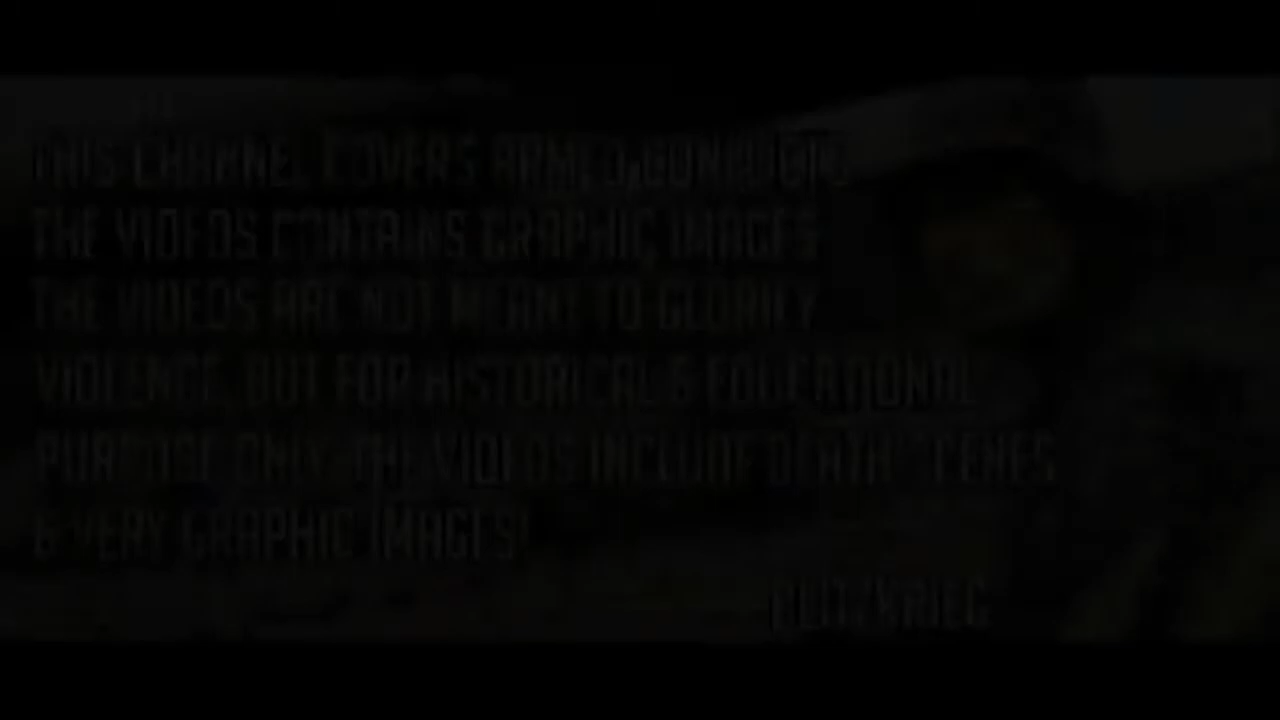 THIS CHANNEL COVERS ARMED CONFLICTS
THE VIDEOS CONTAINS GRAPHIC IMAGES
THE VIDEOS ARE NOT MEANT TO GLORIFY
VIOLENCE, BUT FOR HISTORICAL & EDUCATIONAL
PURPOSE ONLY. THE VIDEOS INCLUDE DEATH SCENES
& VERY GRAPHIC IMAGES!
BLITZKRIEG